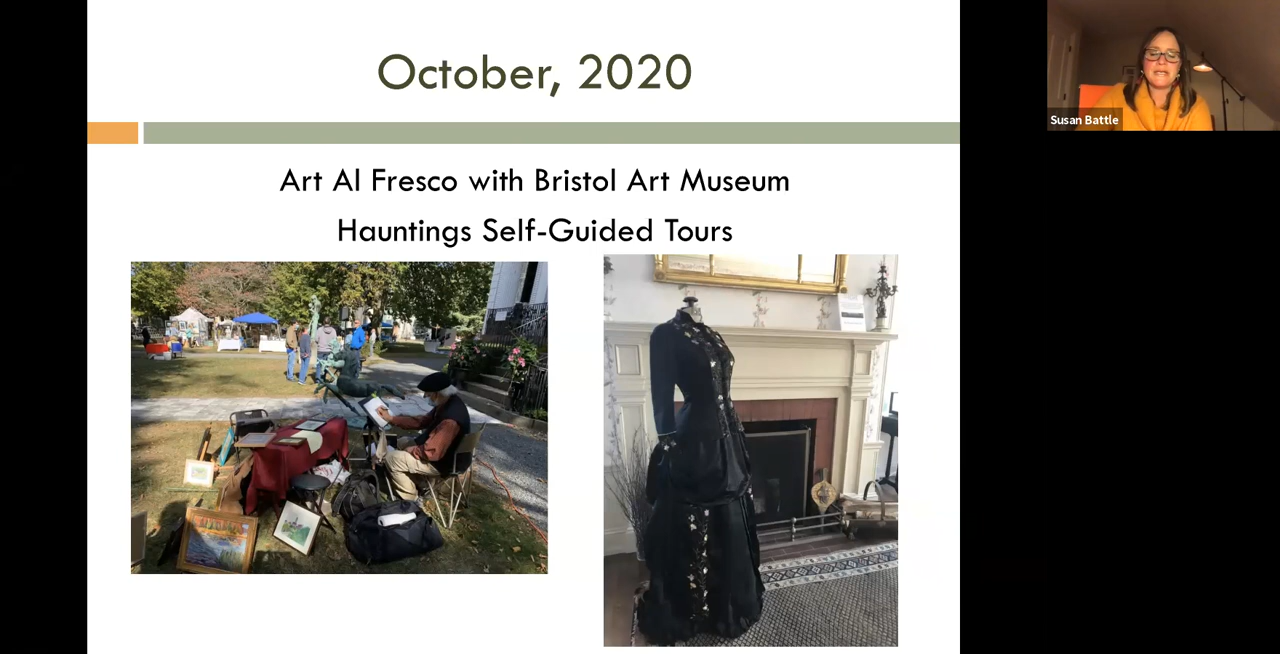 October, 2020
Art Al Fresco with Bristol Art Museum
Hauntings Self-Guided Tours
Susan Battle